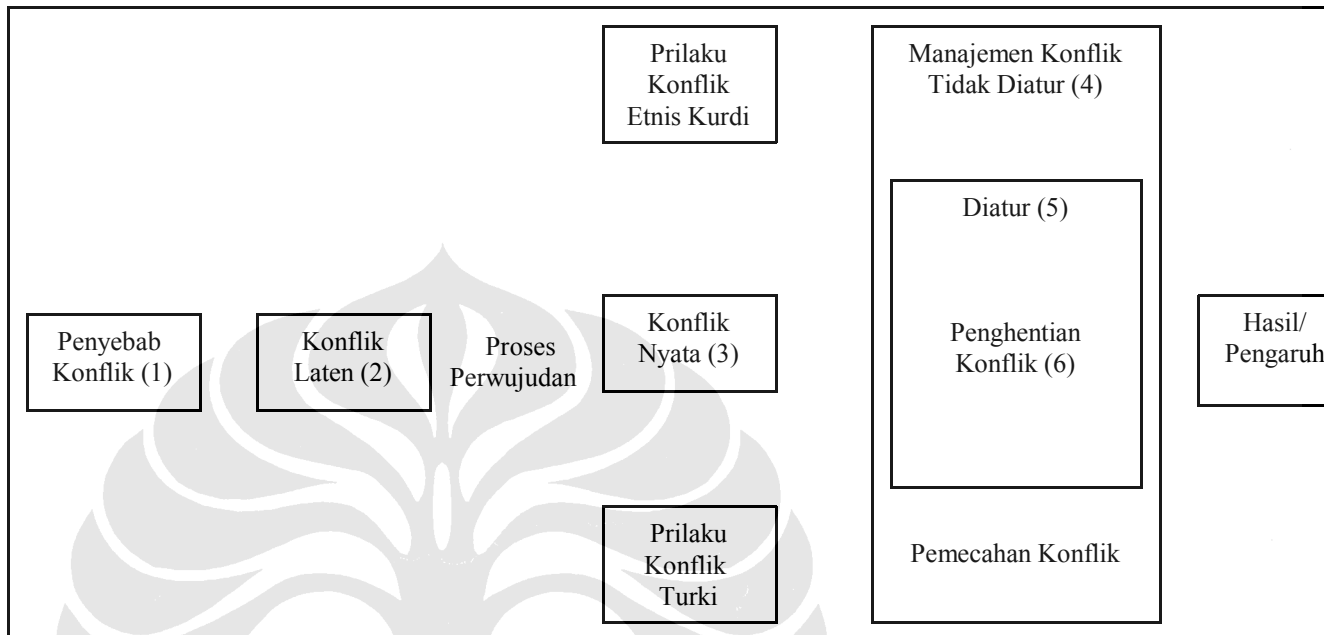 Prilaku
Konflik
Etnis Kurdi
Manajemen Konflik
Tidak Diatur (4)
Diatur (5)
Penyebab
Konflik (1)
Konflik
Laten (2)
Proses
Perwujudan
Konflik
Nyata (3)
Penghentian
Konflik (6)
Hasil/
Pengaruh
Prilaku
Konflik
Turki
Pemecahan Konflik